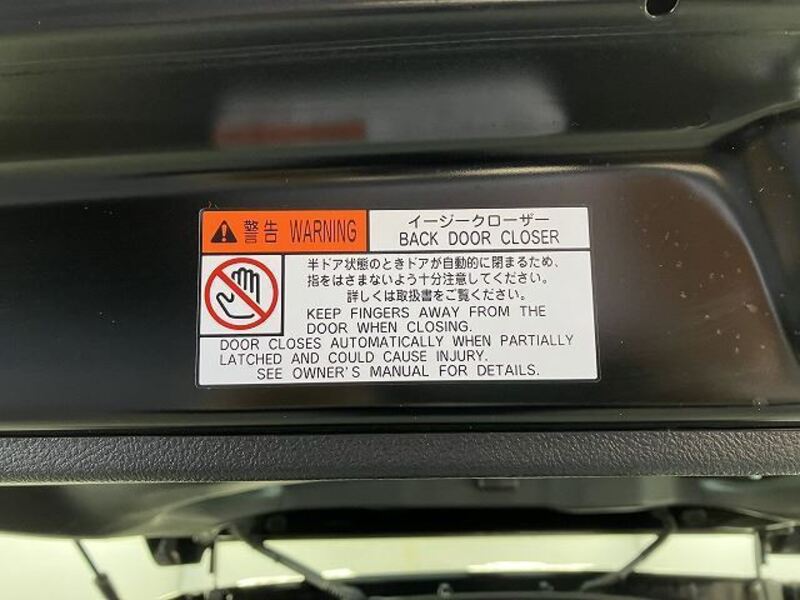 警告 WARNING
イージークローザー
BACK DOOR CLOSER
半ドア状態のときドアが自動的に閉まるため、
指をはさまないよう十分注意してください。
詳しくは取扱書をご覧ください。
KEEP FINGERS AWAY FROM THE
DOOR WHEN CLOSING.
DOOR CLOSES AUTOMATICALLY WHEN PARTIALLY
LATCHED AND COULD CAUSE INJURY.
SEE OWNER'S MANUAL FOR DETAILS.